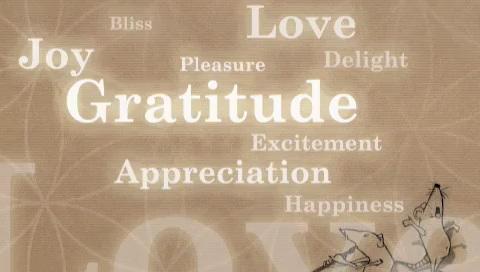 Bliss
Love
Joy
Pleasure
Delight
Gratitude
Excitement
Appreciation
Happiness
Love